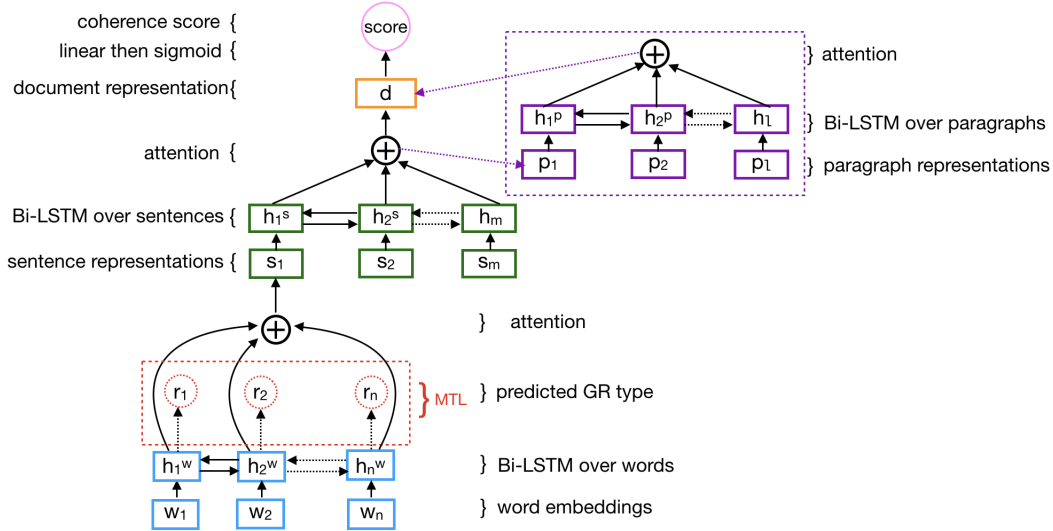 coherence score {
score
linear then sigmoid {
} attention
document representation {
d
h₁ᵖ
h₂ᵖ
hₗ
} Bi-LSTM over paragraphs
attention {
p₁
p₂
pₗ
} paragraph representations
Bi-LSTM over sentences {
h₁ˢ
h₂ˢ
hₘ
sentence representations {
s₁
s₂
sₘ
} attention
r₁
r₂
rₙ
} MTL
} predicted GR type
h₁ʷ
h₂ʷ
hₙʷ
} Bi-LSTM over words
w₁
w₂
wₙ
} word embeddings